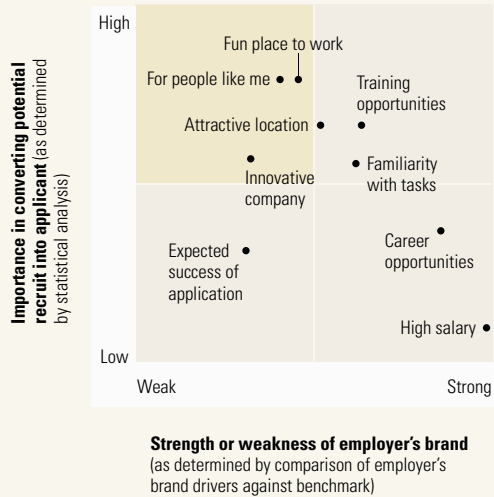 High
Fun place to work
For people like me
Training
opportunities
Attractive location
Familiarity
with tasks
Innovative
company
Importance in converting potential
recruit into applicant (as determined
by statistical analysis)
Expected
success of
application
Career
opportunities
High salary
Low
Weak
Strong
Strength or weakness of employer's brand
(as determined by comparison of employer's
brand drivers against benchmark)